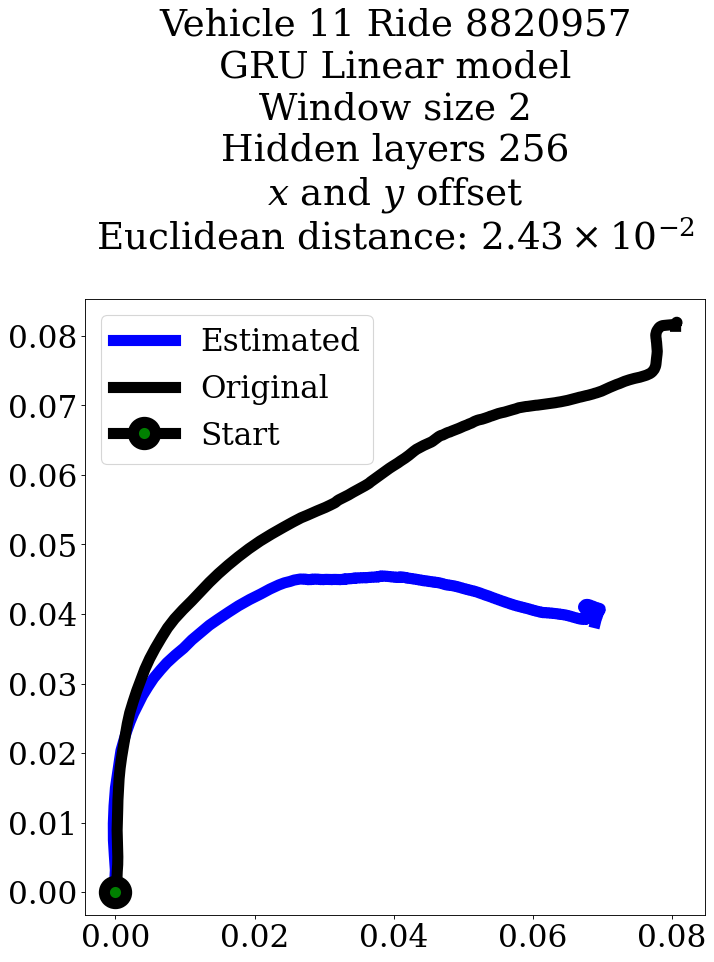 Vehicle 11 Ride 8820957
GRU Linear model
Window size 2
Hidden layers 256
x and y offset
Euclidean distance: 2.43 × 10⁻²
Estimated
Original
Start
0.08
0.07
0.06
0.05
0.04
0.03
0.02
0.01
0.00
0.00 0.02 0.04 0.06 0.08